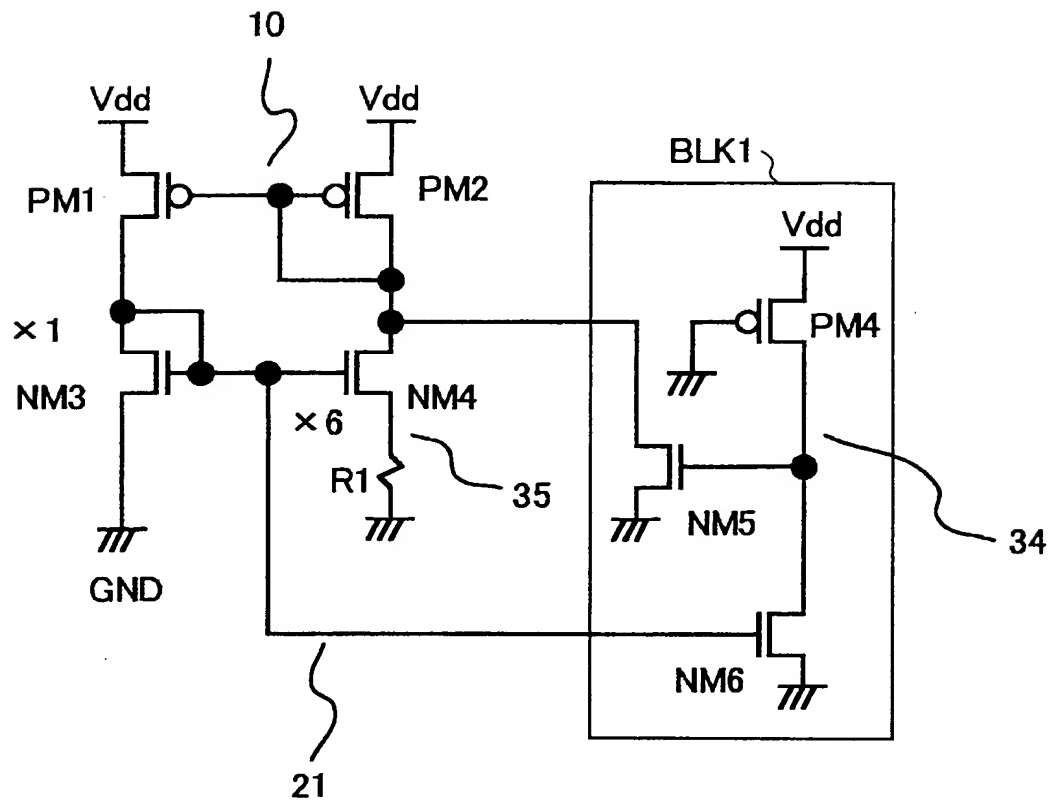 10
Vdd
Vdd
BLK1
PM1
PM2
Vdd
PM4
×1
NM3
×6
NM4
R1
35
NM5
34
GND
NM6
21